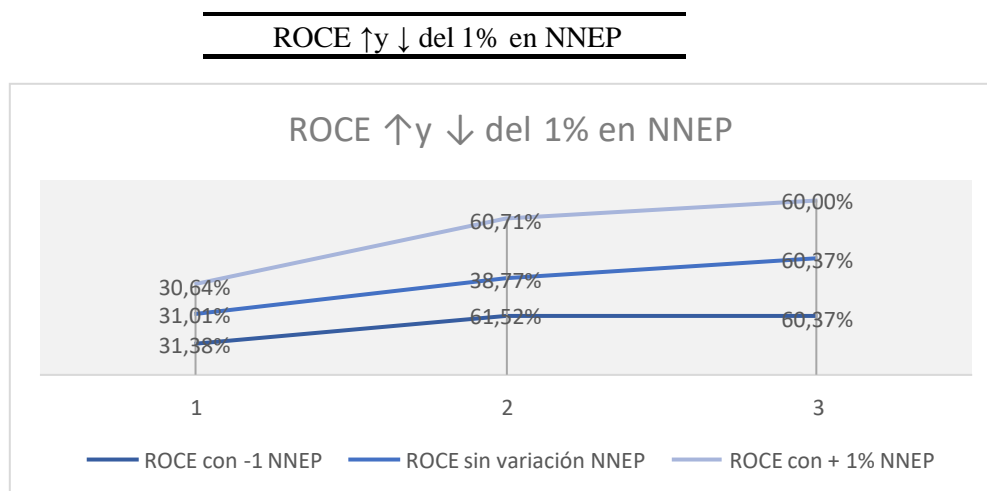 ROCE ↑y ↓ del 1% en NNEP
ROCE ↑y ↓ del 1% en NNEP
60,00%
60,71%
60,37%
38,77%
30,64%
31,01%
61,52%
60,37%
31,38%
1 2 3
ROCE con -1 NNEP ROCE sin variación NNEP ROCE con + 1% NNEP